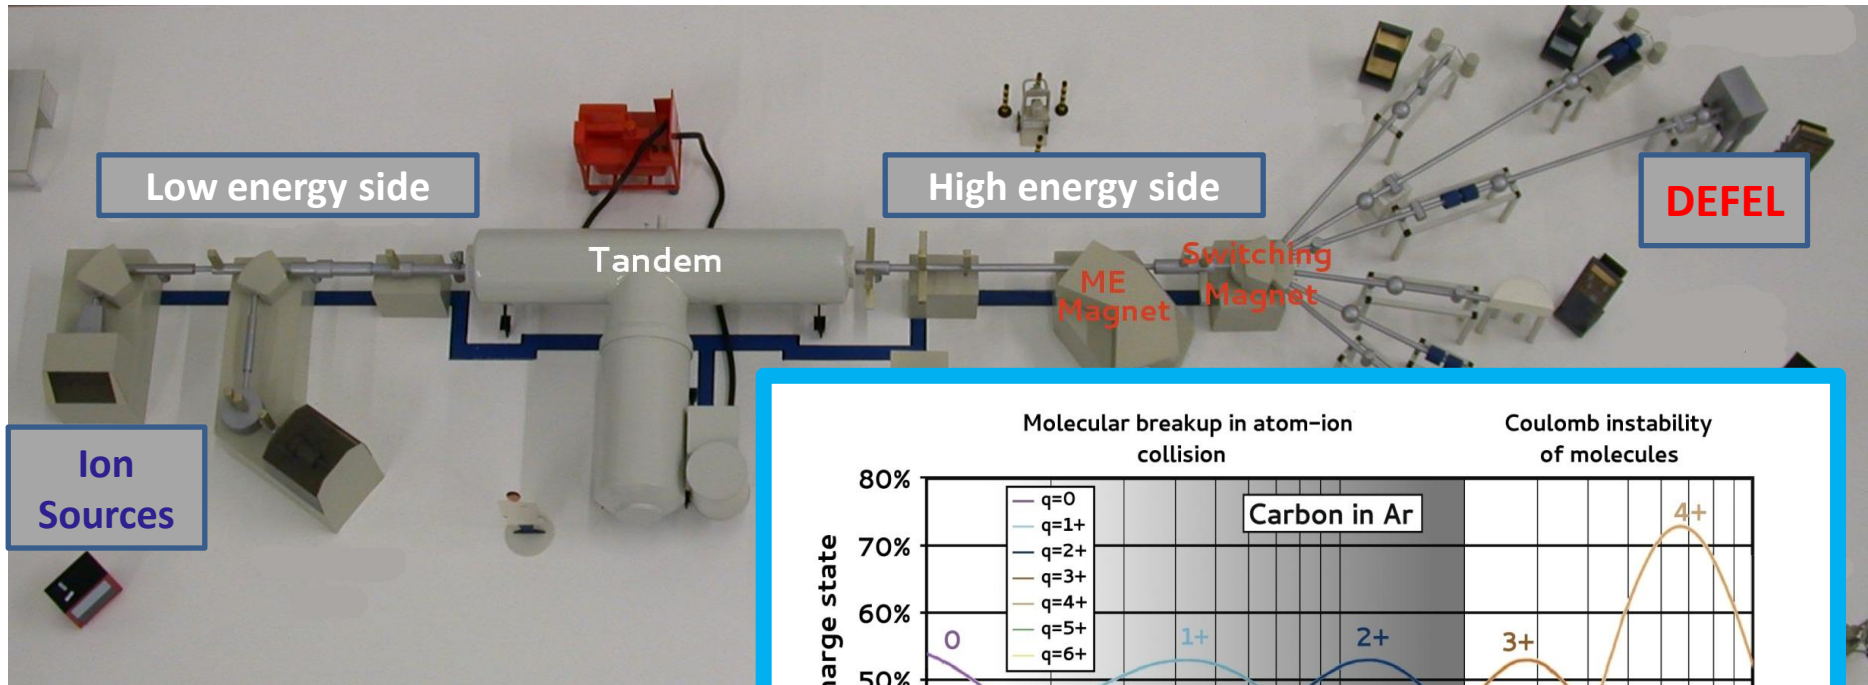 Low energy side
High energy side
DEFEL
Tandem
Switching
Magnet
ME
Magnet
Ion
Sources
Molecular breakup in atom-ion
collision
Coulomb instability
of molecules
80%
70%
60%
50%
harge state
q=0
q=1+
q=2+
q=3+
q=4+
q=5+
q=6+
Carbon in Ar
0
1+
2+
3+
4+